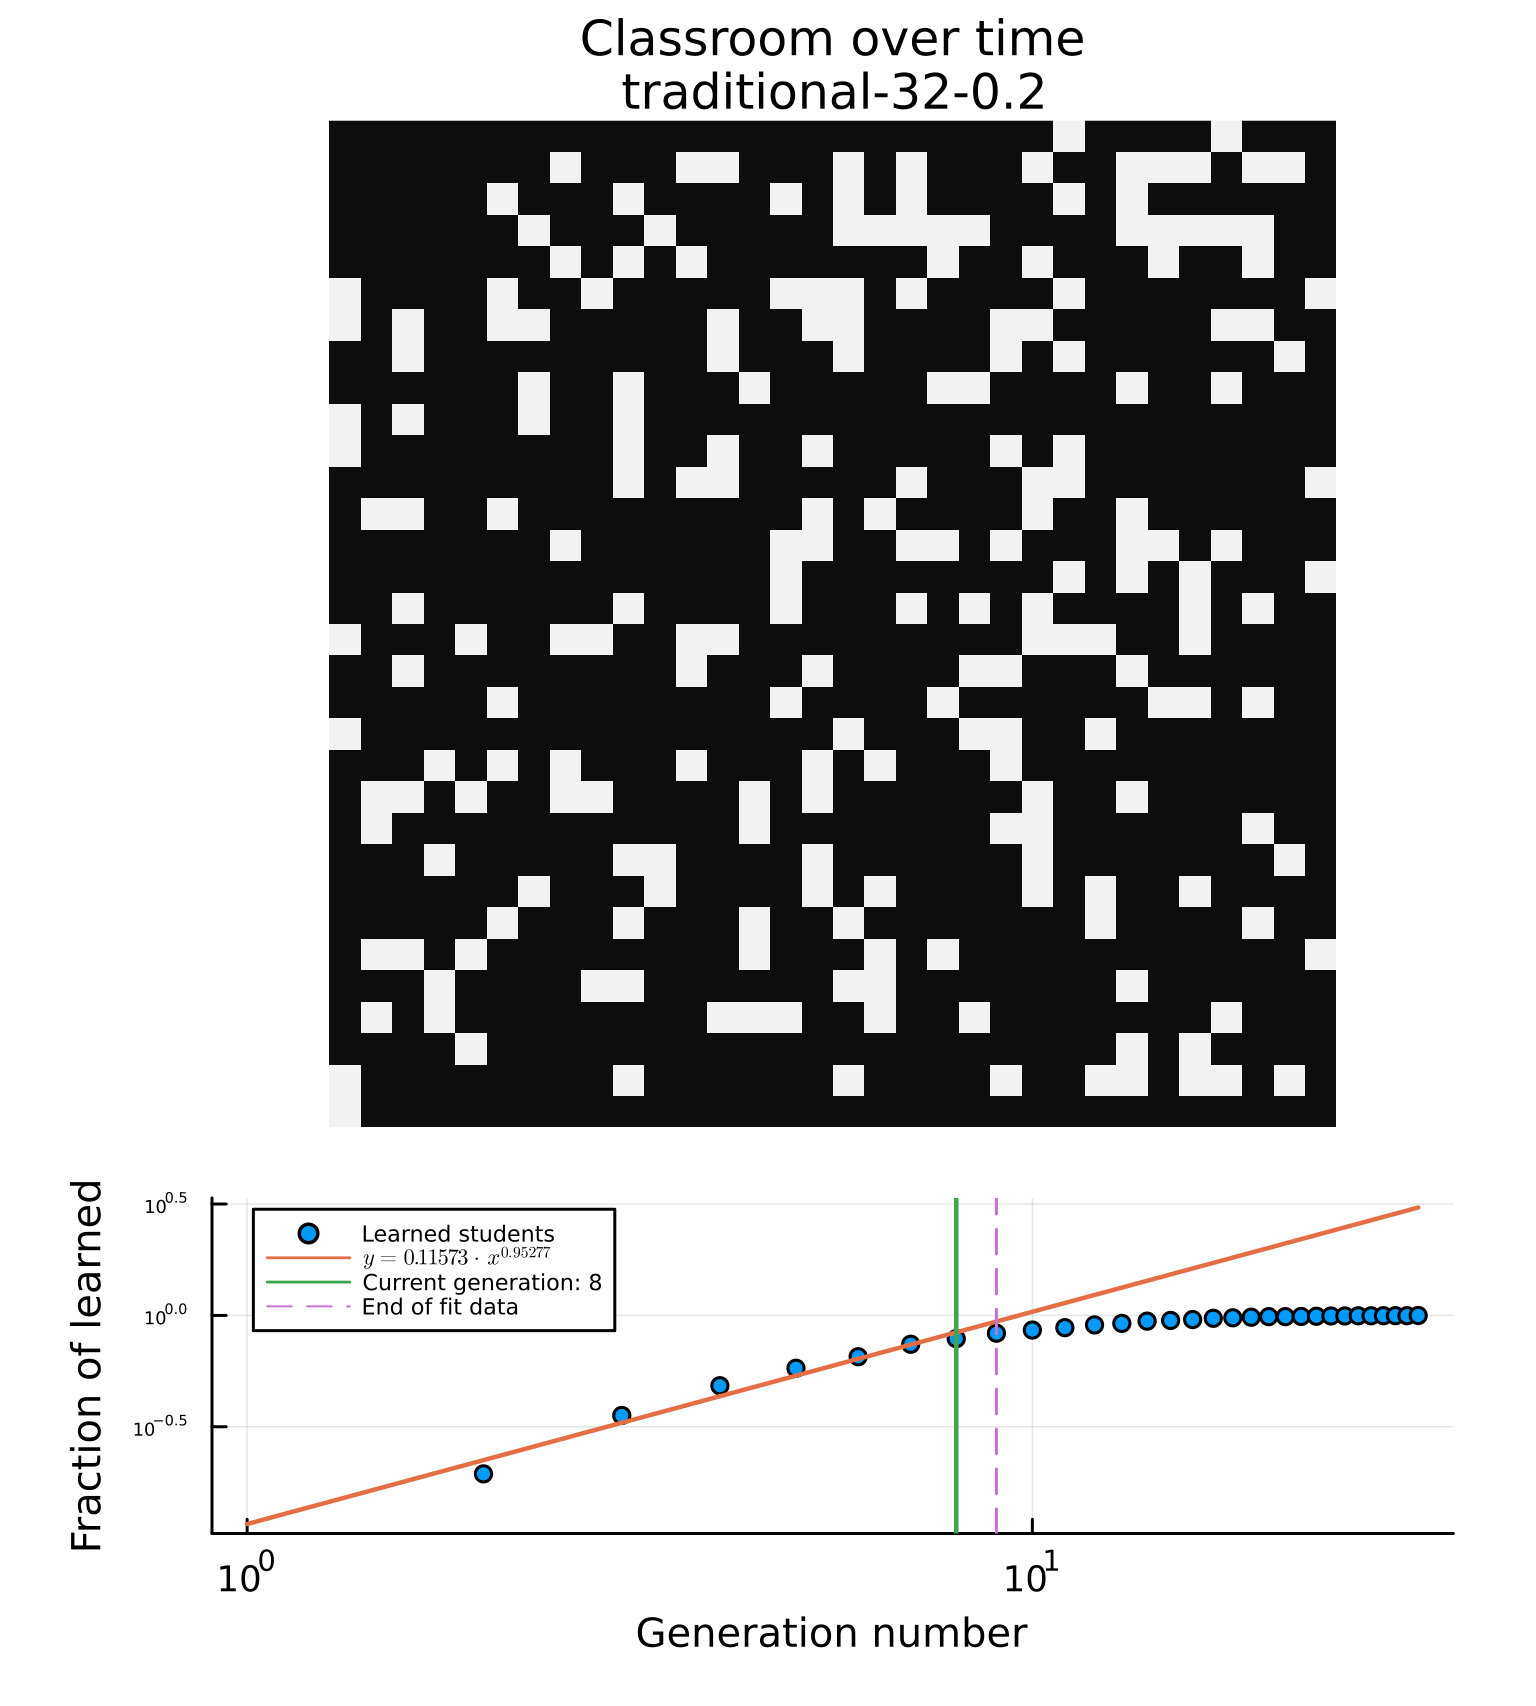 Classroom over time
traditional-32-0.2
Fraction of learned
10^0.5
10^0.0
10^−0.5
Learned students
y = 0.11573 · x^0.95277
Current generation: 8
End of fit data
10^0
10^1
Generation number